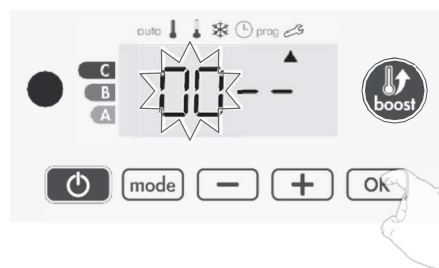 auto prog
C
B
A
00--
boost
mode - + OK